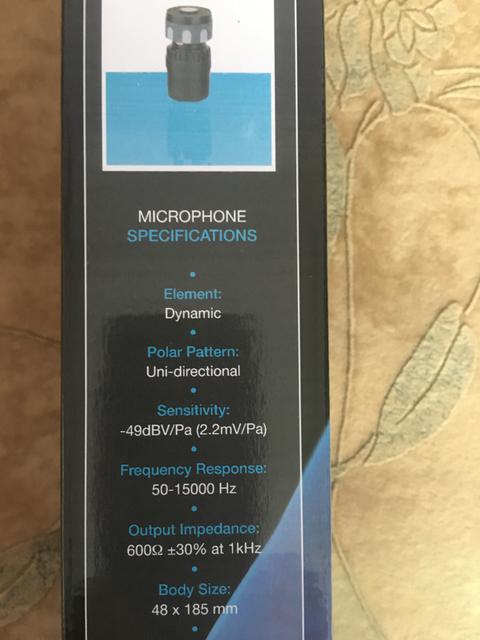 MICROPHONE
SPECIFICATIONS
Element:
Dynamic
Polar Pattern:
Uni-directional
Sensitivity:
-49dBV/Pa (2.2mV/Pa)
Frequency Response:
50-15000 Hz
Output Impedance:
600Ω ±30% at 1kHz
Body Size:
48 x 185 mm